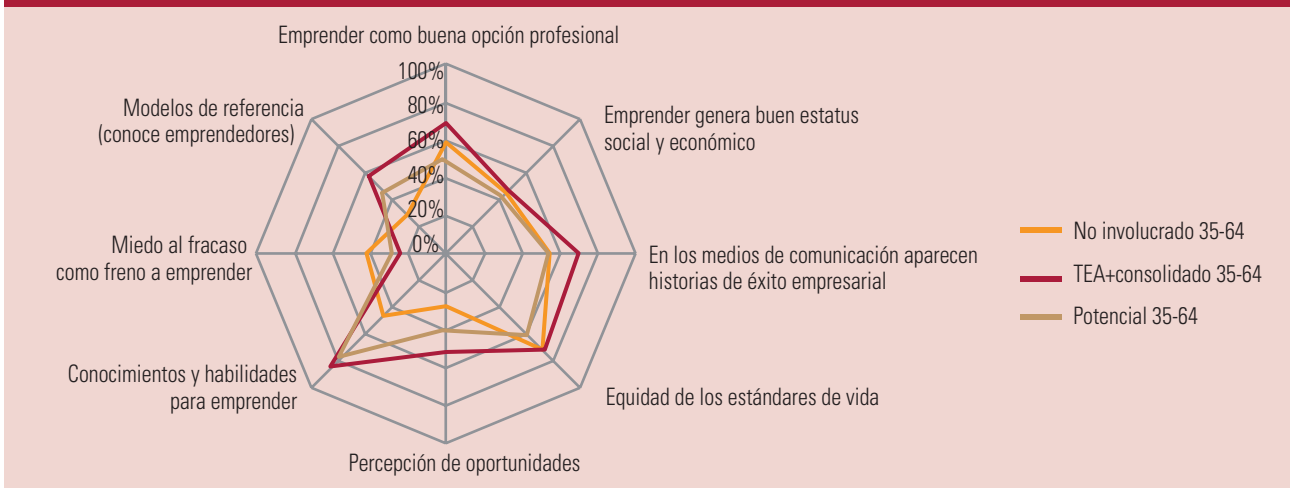 Emprender como buena opción profesional
100%
80%
60%
40%
20%
0%
Modelos de referencia
(conoce emprendedores)
Emprender genera buen estatus
social y económico
Miedo al fracaso
como freno a emprender
En los medios de comunicación aparecen
historias de éxito empresarial
Conocimientos y habilidades
para emprender
Equidad de los estándares de vida
Percepción de oportunidades
No involucrado 35-64
TEA+consolidado 35-64
Potencial 35-64